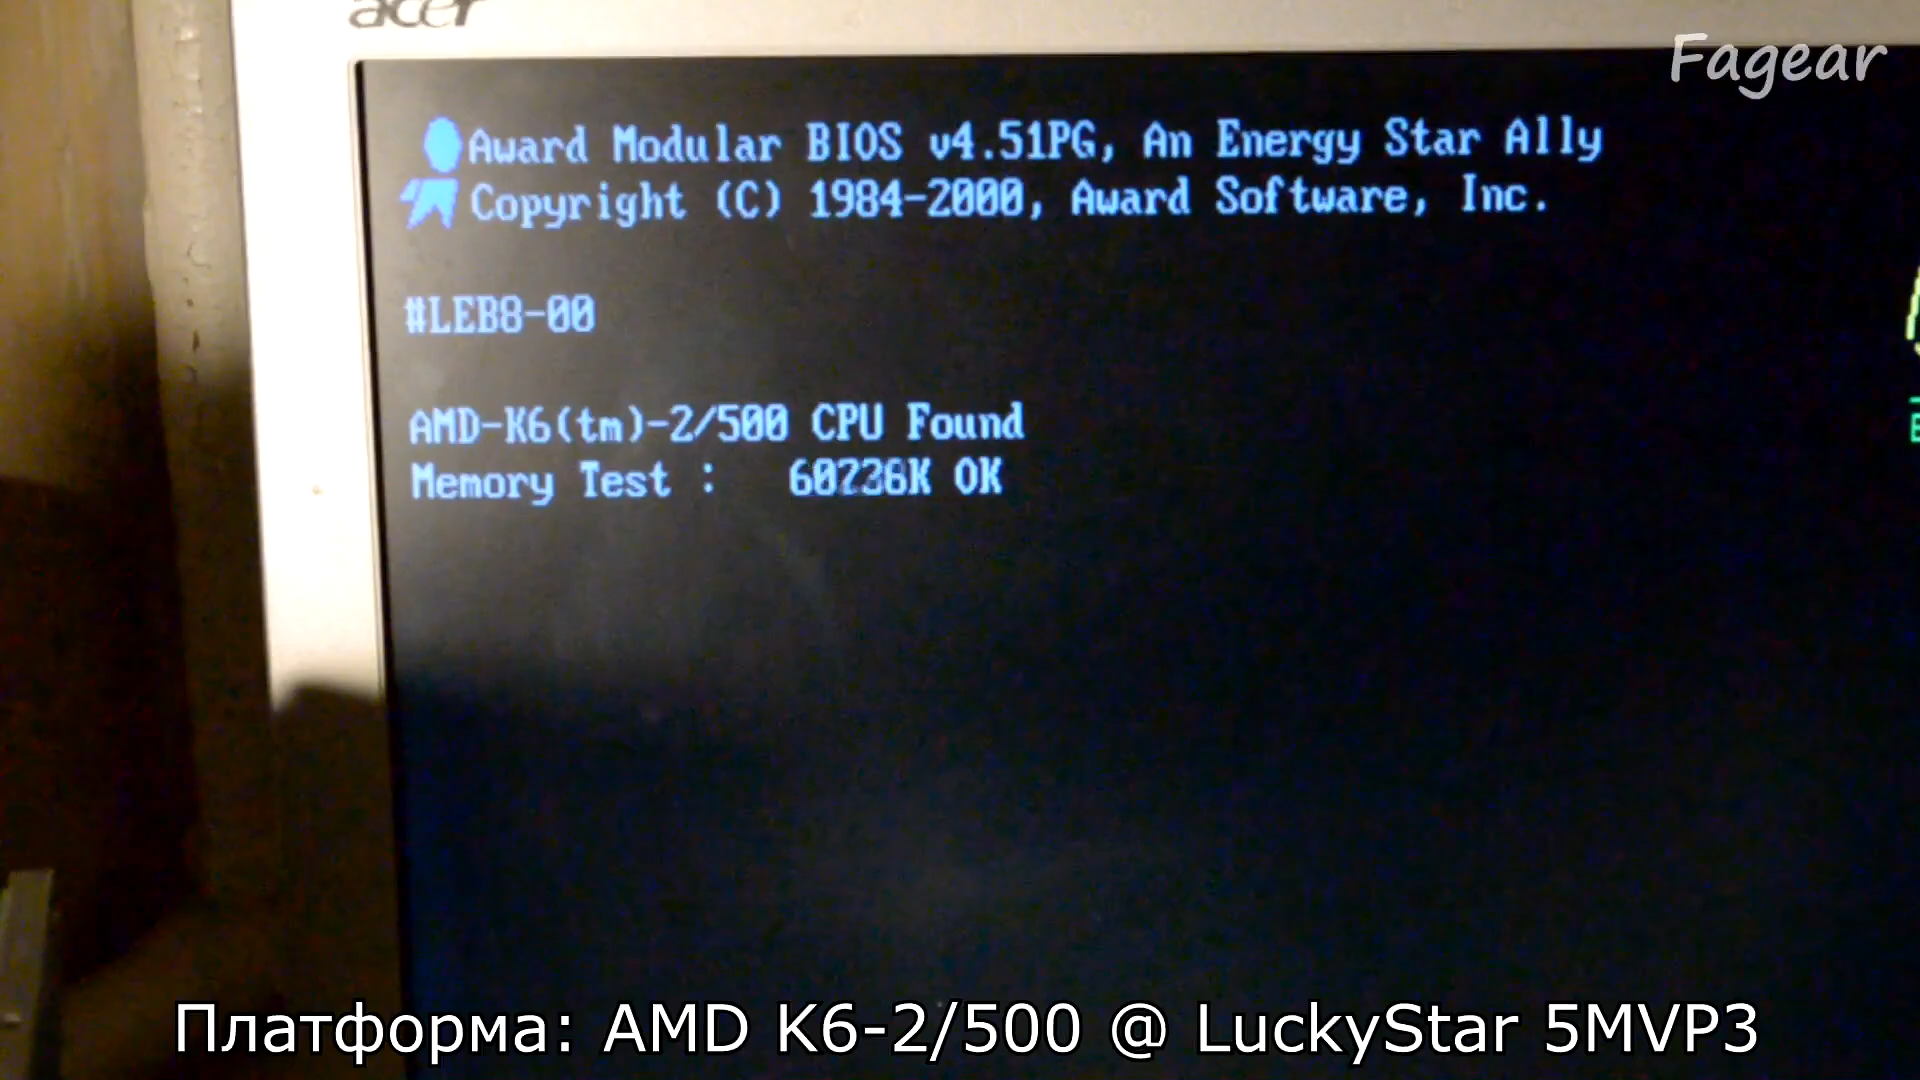 acer
Fagear
Award Modular BIOS v4.51PG, An Energy Star Ally
Copyright (C) 1984-2000, Award Software, Inc.
#LEB8-00
AMD-K6(tm)-2/500 CPU Found
Memory Test : OK
Платформа: AMD K6-2/500 @ LuckyStar 5MVP3